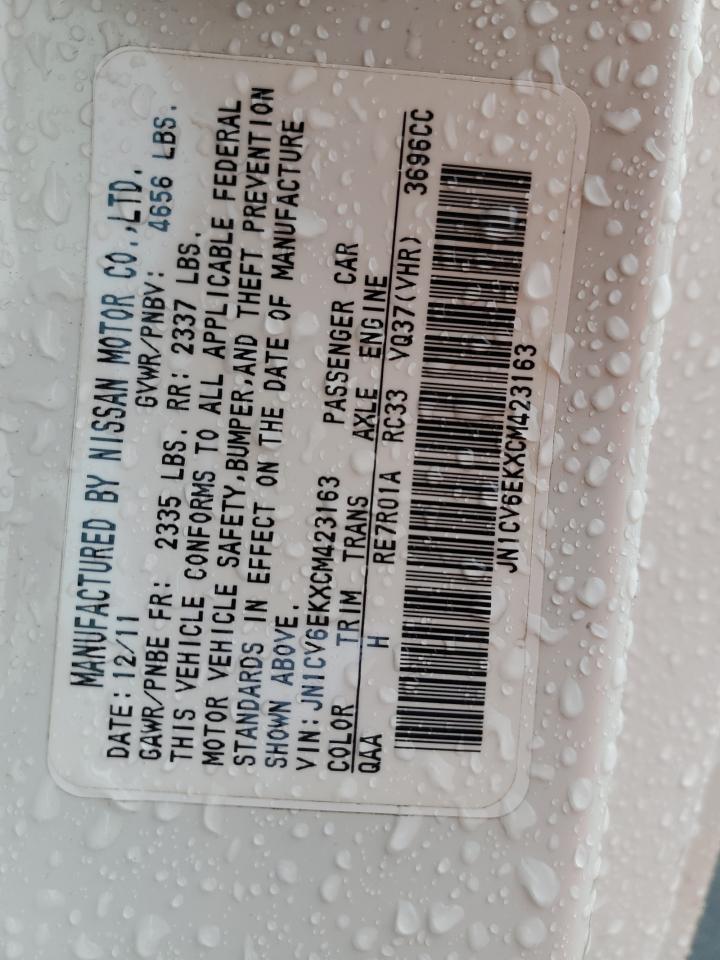 MANUFACTURED BY NISSAN MOTOR CO.,LTD.
DATE: 12/11 GVWR/PNBV: 4656 LBS.
GAWR/PNBE FR: 2335 LBS. RR: 2337 LBS.
THIS VEHICLE CONFORMS TO ALL APPLICABLE FEDERAL
MOTOR VEHICLE SAFETY,BUMPER,AND THEFT PREVENTION
STANDARDS IN EFFECT ON THE DATE OF MANUFACTURE
SHOWN ABOVE.
VIN:JN1CV6EKXCM423163 PASSENGER CAR
COLOR TRIM TRANS AXLE ENGINE
QAA H RE7R01A RC33 VQ37(VHR) 3696CC
JN1CV6EKXCM423163